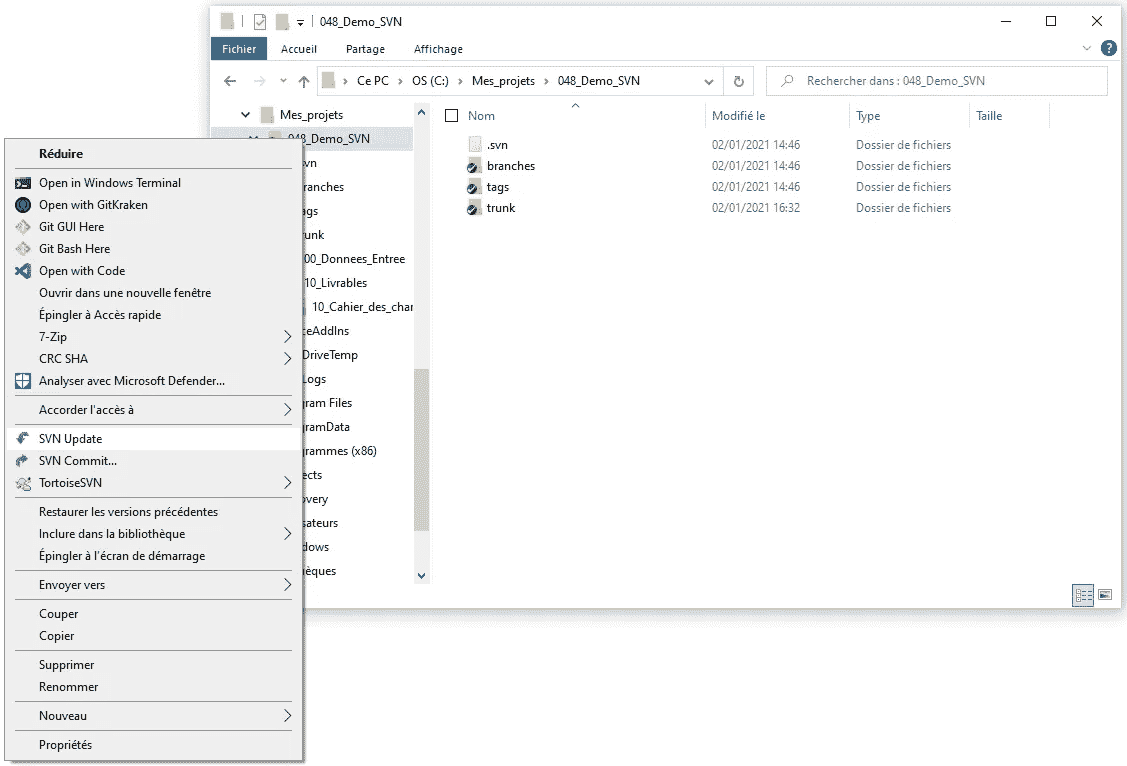 048_Demo_SVN
Fichier Accueil Partage Affichage
Ce PC OS (C:) Mes_projets 048_Demo_SVN
Rechercher dans : 048_Demo_SVN
Mes_projets
048_Demo_SVN
svn
ranches
ags
unk
00_Donnees_Entree
10_Livrables
10_Cahier_des_char
ceAddIns
DriveTemp
Logs
gram Files
gramData
grammes (x86)
ects
overy
sateurs
dows
èques
Nom Modifié le Type Taille
.svn 02/01/2021 14:46 Dossier de fichiers
branches 02/01/2021 14:46 Dossier de fichiers
tags 02/01/2021 14:46 Dossier de fichiers
trunk 02/01/2021 16:32 Dossier de fichiers
Réduire
Open in Windows Terminal
Open with GitKraken
Git GUI Here
Git Bash Here
Open with Code
Ouvrir dans une nouvelle fenêtre
Épingler à Accès rapide
7-Zip
CRC SHA
Analyser avec Microsoft Defender...
Accorder l'accès à
SVN Update
SVN Commit...
TortoiseSVN
Restaurer les versions précédentes
Inclure dans la bibliothèque
Épingler à l'écran de démarrage
Envoyer vers
Couper
Copier
Supprimer
Renommer
Nouveau
Propriétés